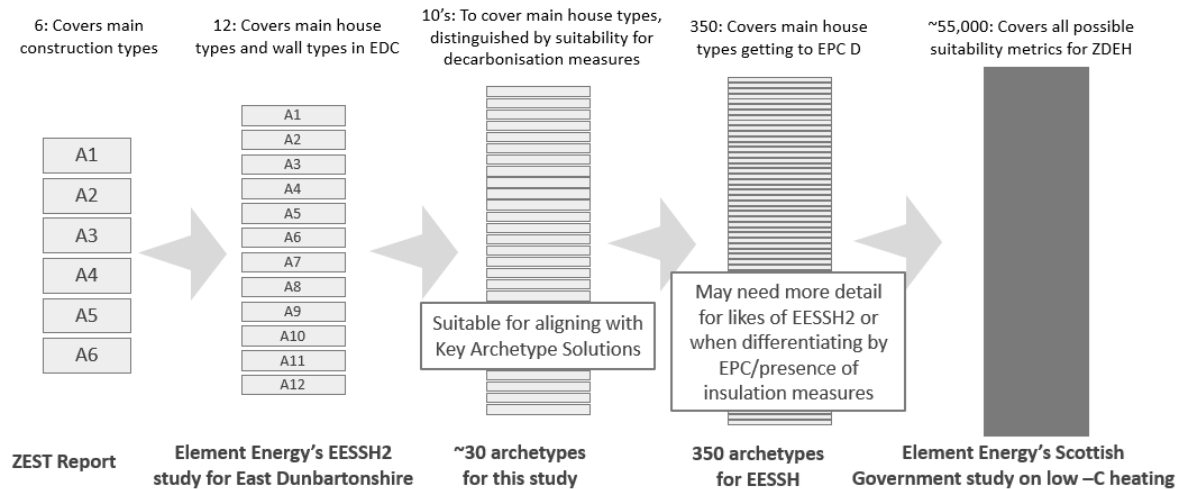 6: Covers main
construction types
12: Covers main house
types and wall types in EDC
10's: To cover main house types,
distinguished by suitability for
decarbonisation measures
350: Covers main house
types getting to EPC D
~55,000: Covers all possible
suitability metrics for ZDEH
A1
A2
A3
A4
A5
A6
A1
A2
A3
A4
A5
A6
A7
A8
A9
A10
A11
A12
Suitable for aligning with
Key Archetype Solutions
May need more detail
for likes of EESSH2 or
when differentiating by
EPC/presence of
insulation measures
ZEST Report
Element Energy's EESSH2
study for East Dunbartonshire
~30 archetypes
for this study
350 archetypes
for EESSH
Element Energy's Scottish
Government study on low –C heating